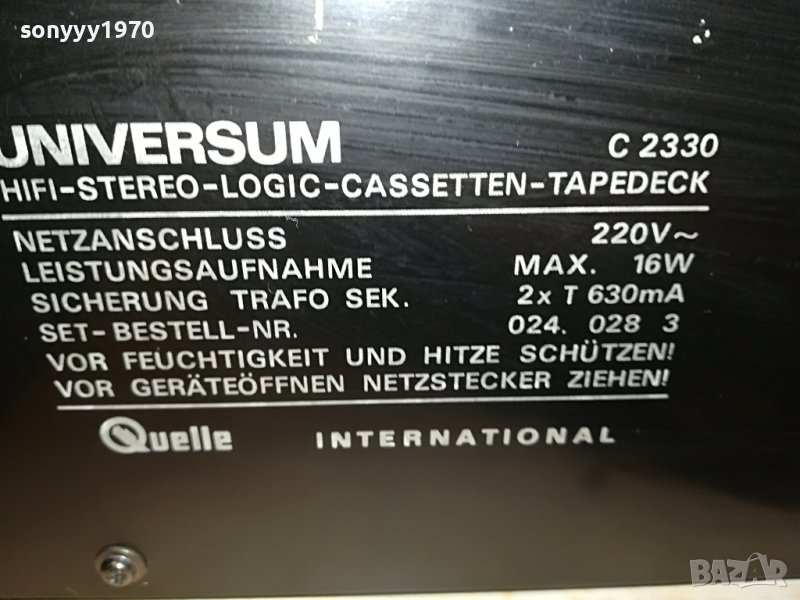 sonyyy1970
UNIVERSUM C 2330
HIFI-STEREO-LOGIC-CASSETTEN-TAPEDECK
NETZANSCHLUSS 220V~
LEISTUNGSAUFNAHME MAX. 16W
SICHERUNG TRAFO SEK. 2x T 630mA
SET-BESTELL-NR. 024. 028 3
VOR FEUCHTIGKEIT UND HITZE SCHÜTZEN!
VOR GERÄTEÖFFNEN NETZSTECKER ZIEHEN!
Quelle INTERNATIONAL
BAZAR